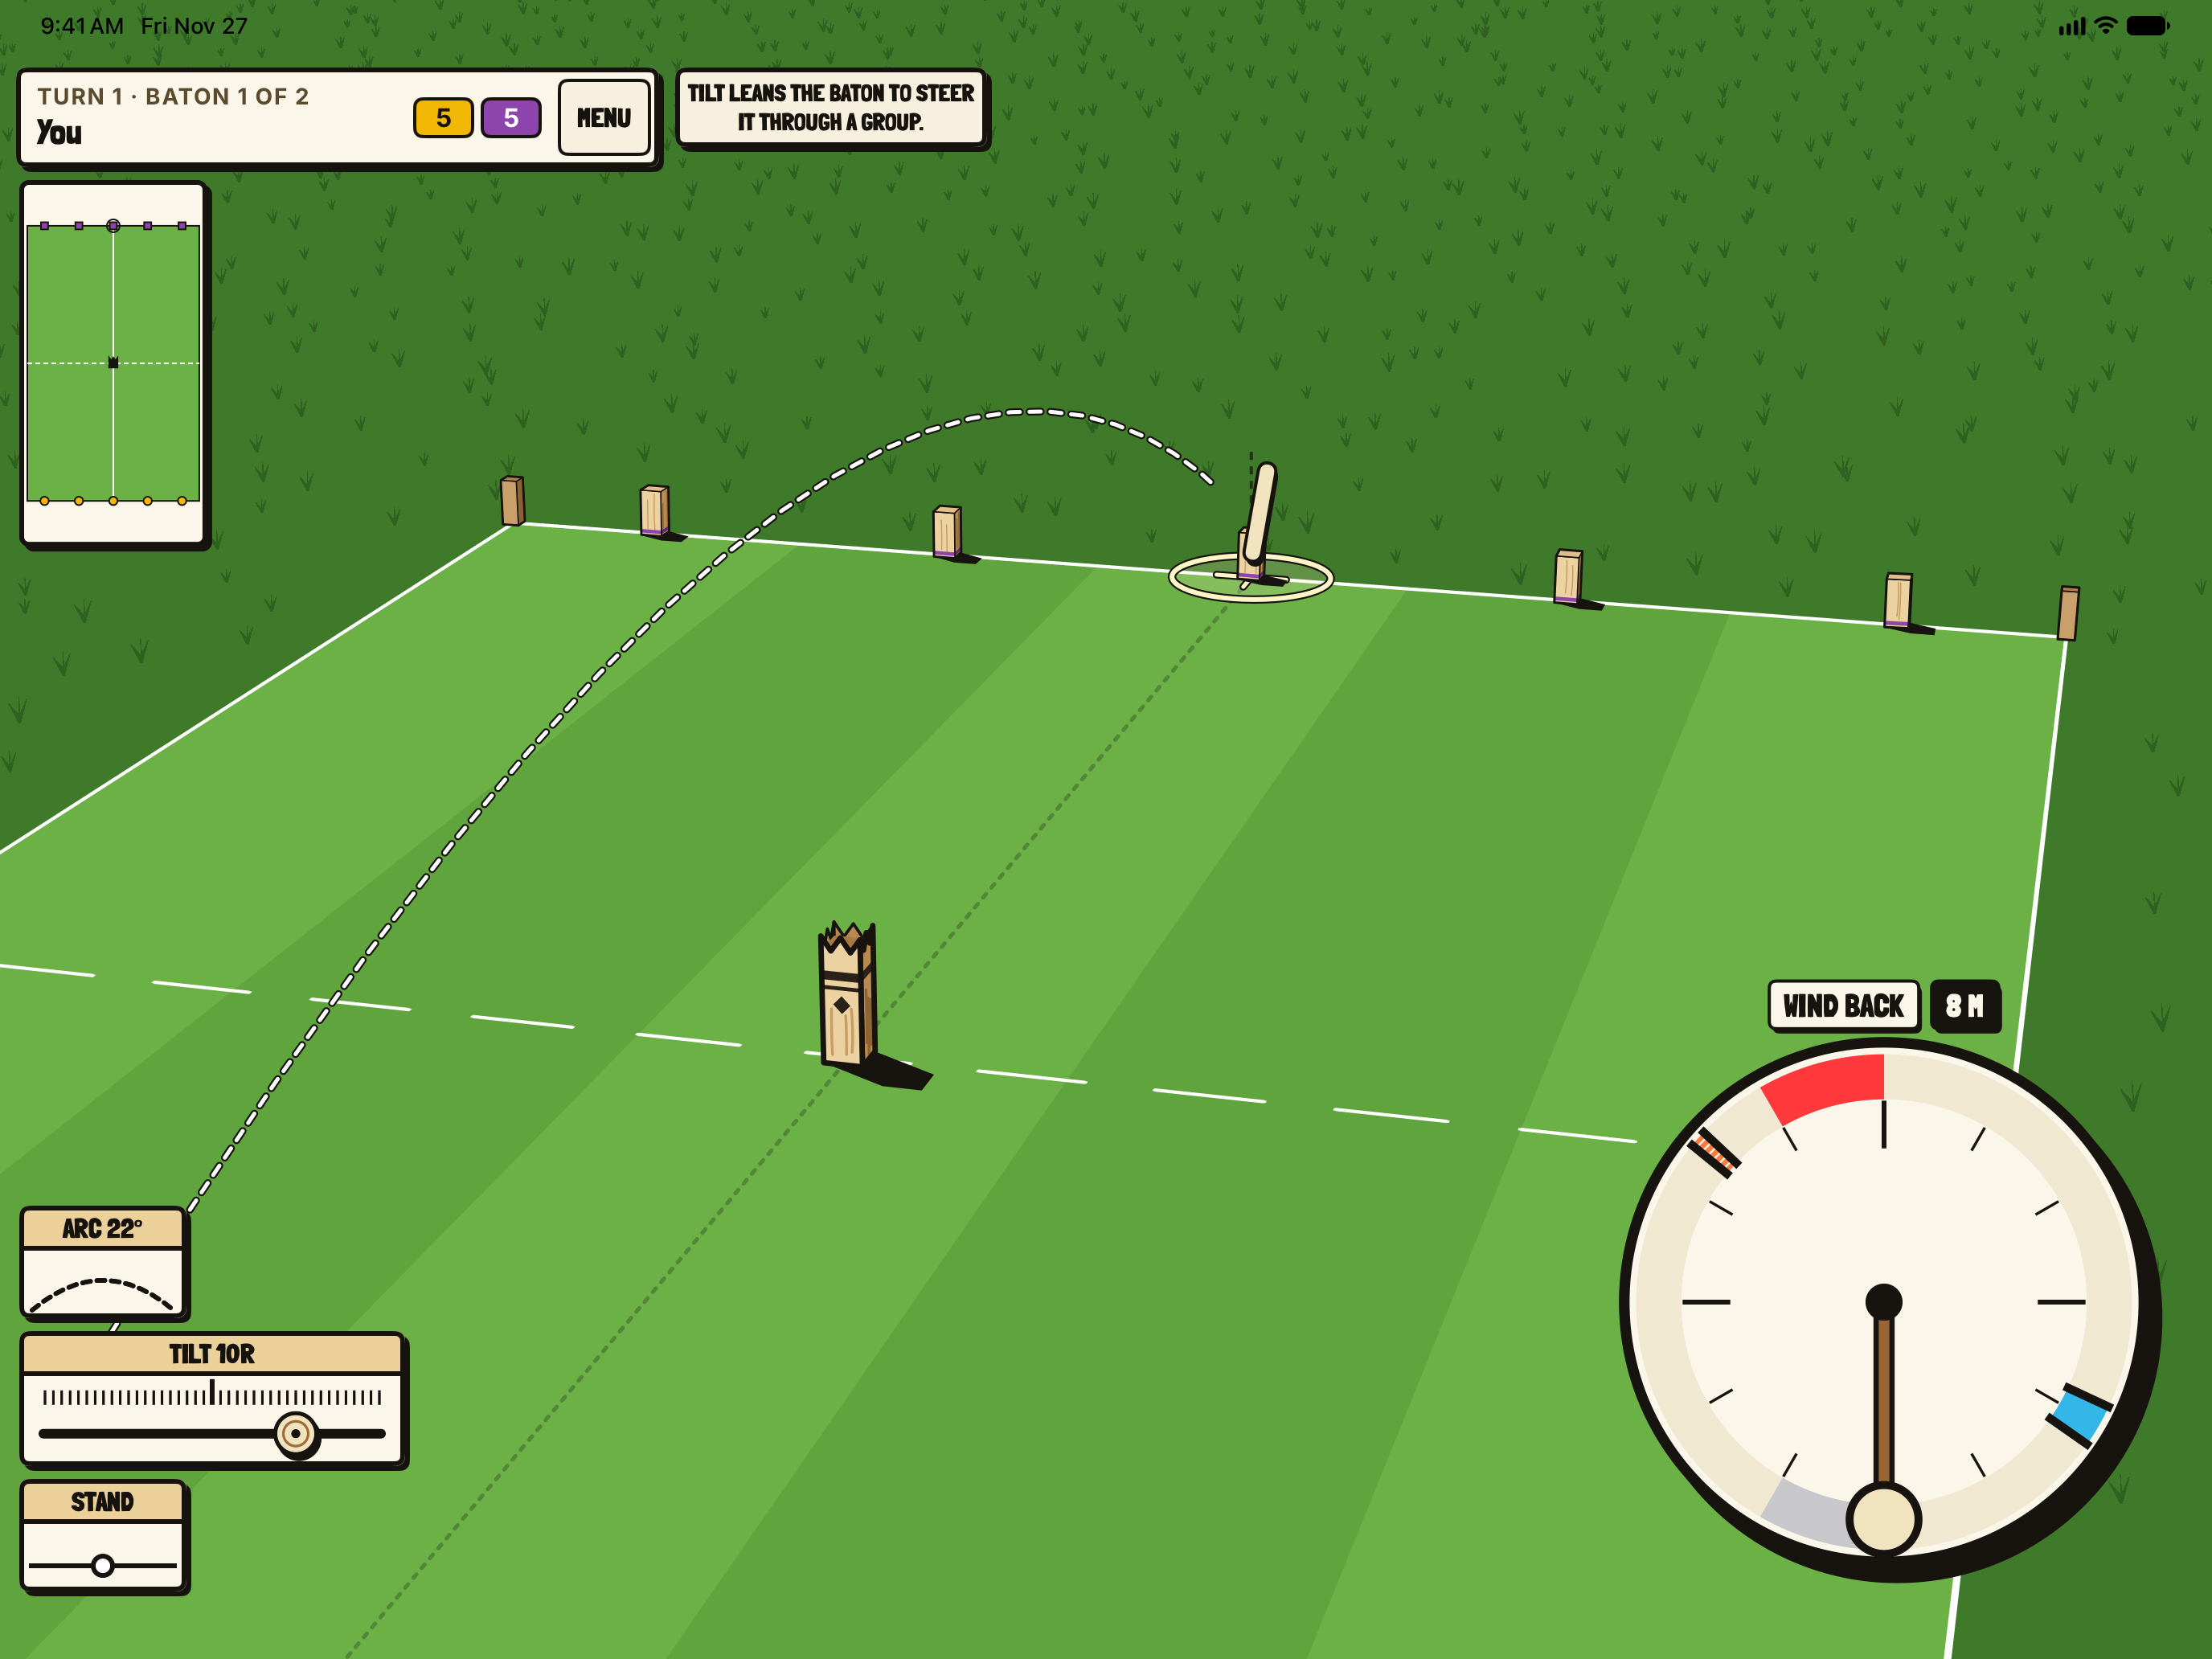 9:41 AM Fri Nov 27
TURN 1 · BATON 1 OF 2
You
5 5
MENU
TILT LEANS THE BATON TO STEER
IT THROUGH A GROUP.
WIND BACK 8 M
ARC 22°
TILT 10R
STAND